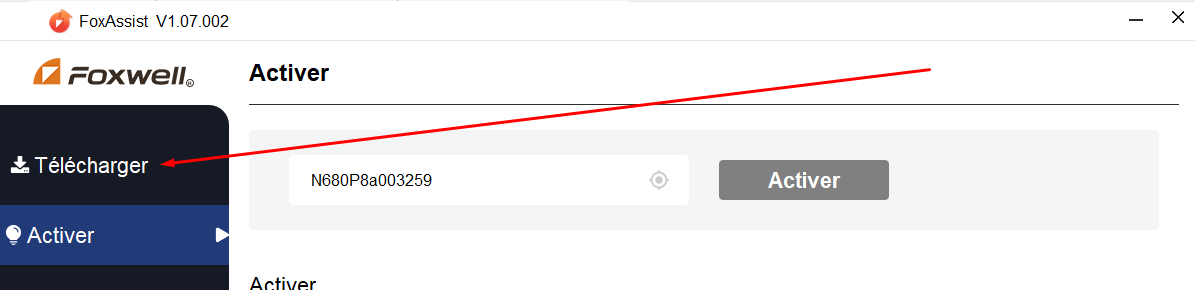 FoxAssist V1.07.002
FOXWELL®
Activer
Télécharger
N680P8a003259
Activer
Activer
Activer